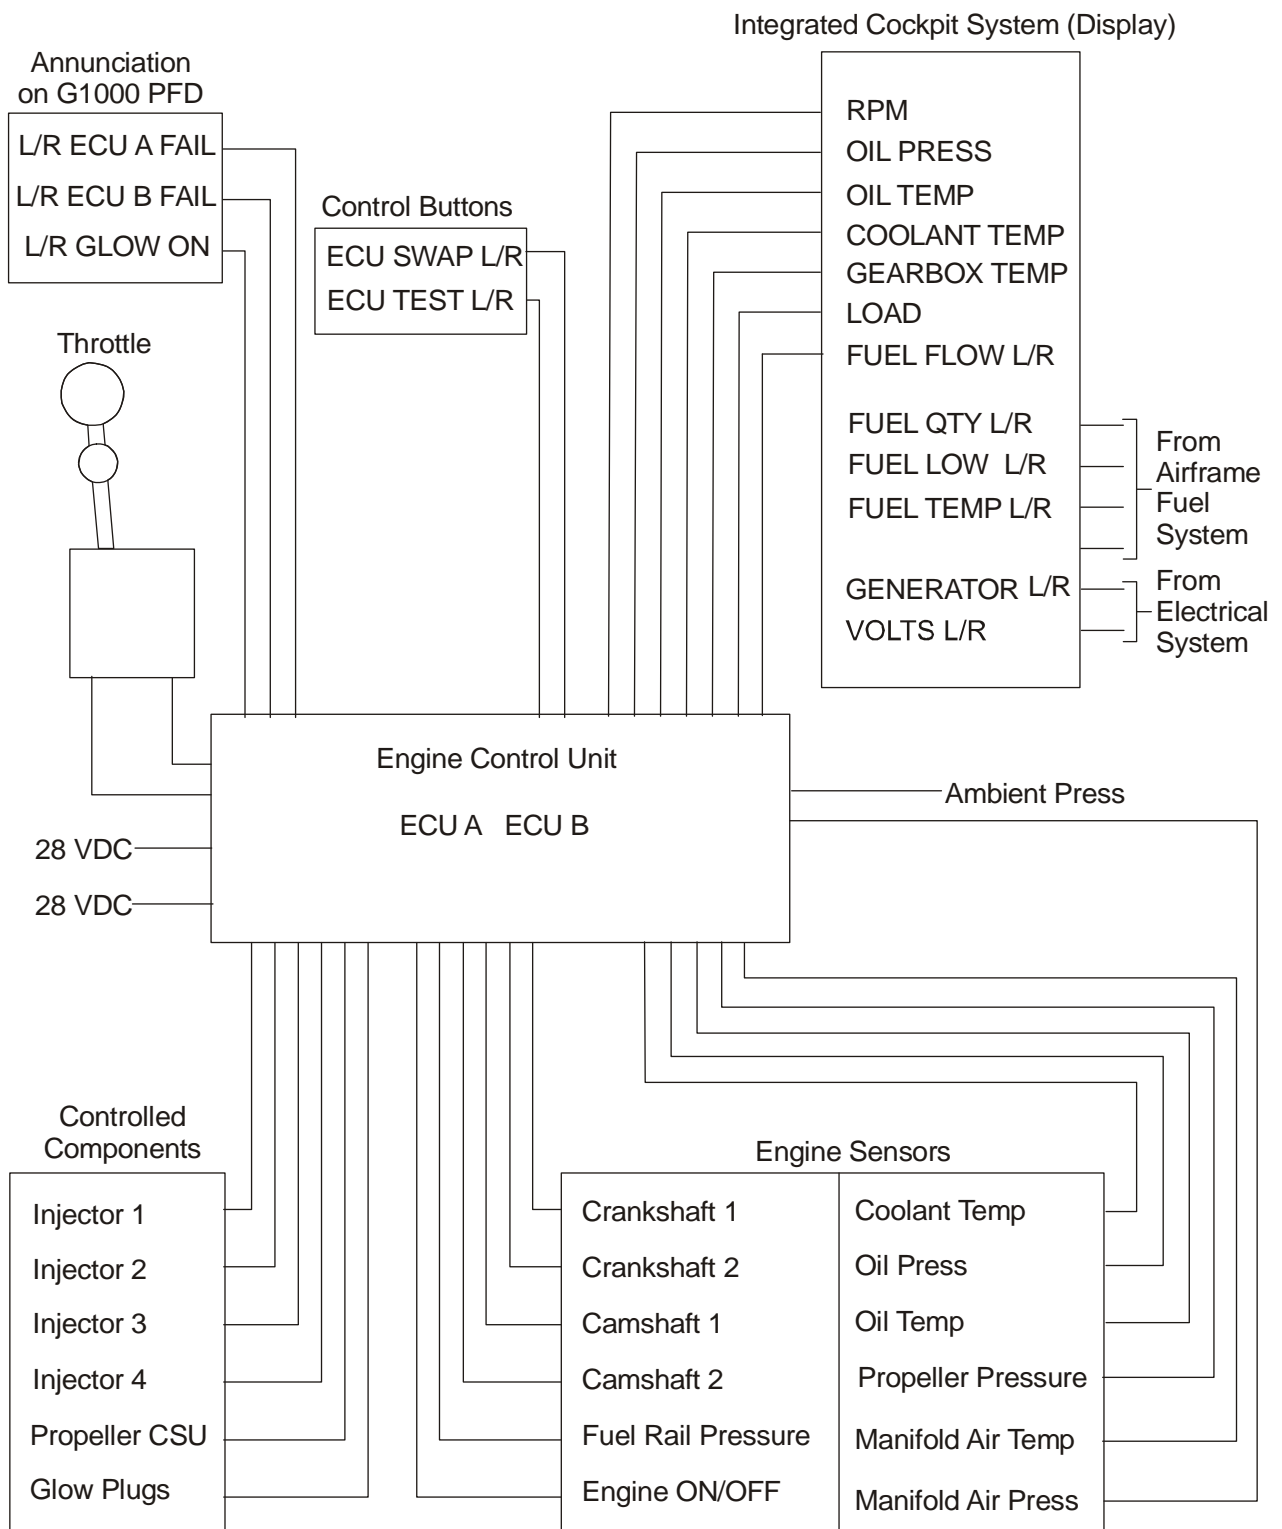 Integrated Cockpit System (Display)
Annunciation
on G1000 PFD
L/R ECU A FAIL
L/R ECU B FAIL
L/R GLOW ON
Control Buttons
ECU SWAP L/R
ECU TEST L/R
RPM
OIL PRESS
OIL TEMP
COOLANT TEMP
GEARBOX TEMP
LOAD
FUEL FLOW L/R
FUEL QTY L/R
FUEL LOW L/R
FUEL TEMP L/R
GENERATOR L/R
VOLTS L/R
From
Airframe
Fuel
System
From
Electrical
System
Throttle
Engine Control Unit
ECU A ECU B
Ambient Press
28 VDC
28 VDC
Controlled
Components
Injector 1
Injector 2
Injector 3
Injector 4
Propeller CSU
Glow Plugs
Engine Sensors
Crankshaft 1
Crankshaft 2
Camshaft 1
Camshaft 2
Fuel Rail Pressure
Engine ON/OFF
Coolant Temp
Oil Press
Oil Temp
Propeller Pressure
Manifold Air Temp
Manifold Air Press